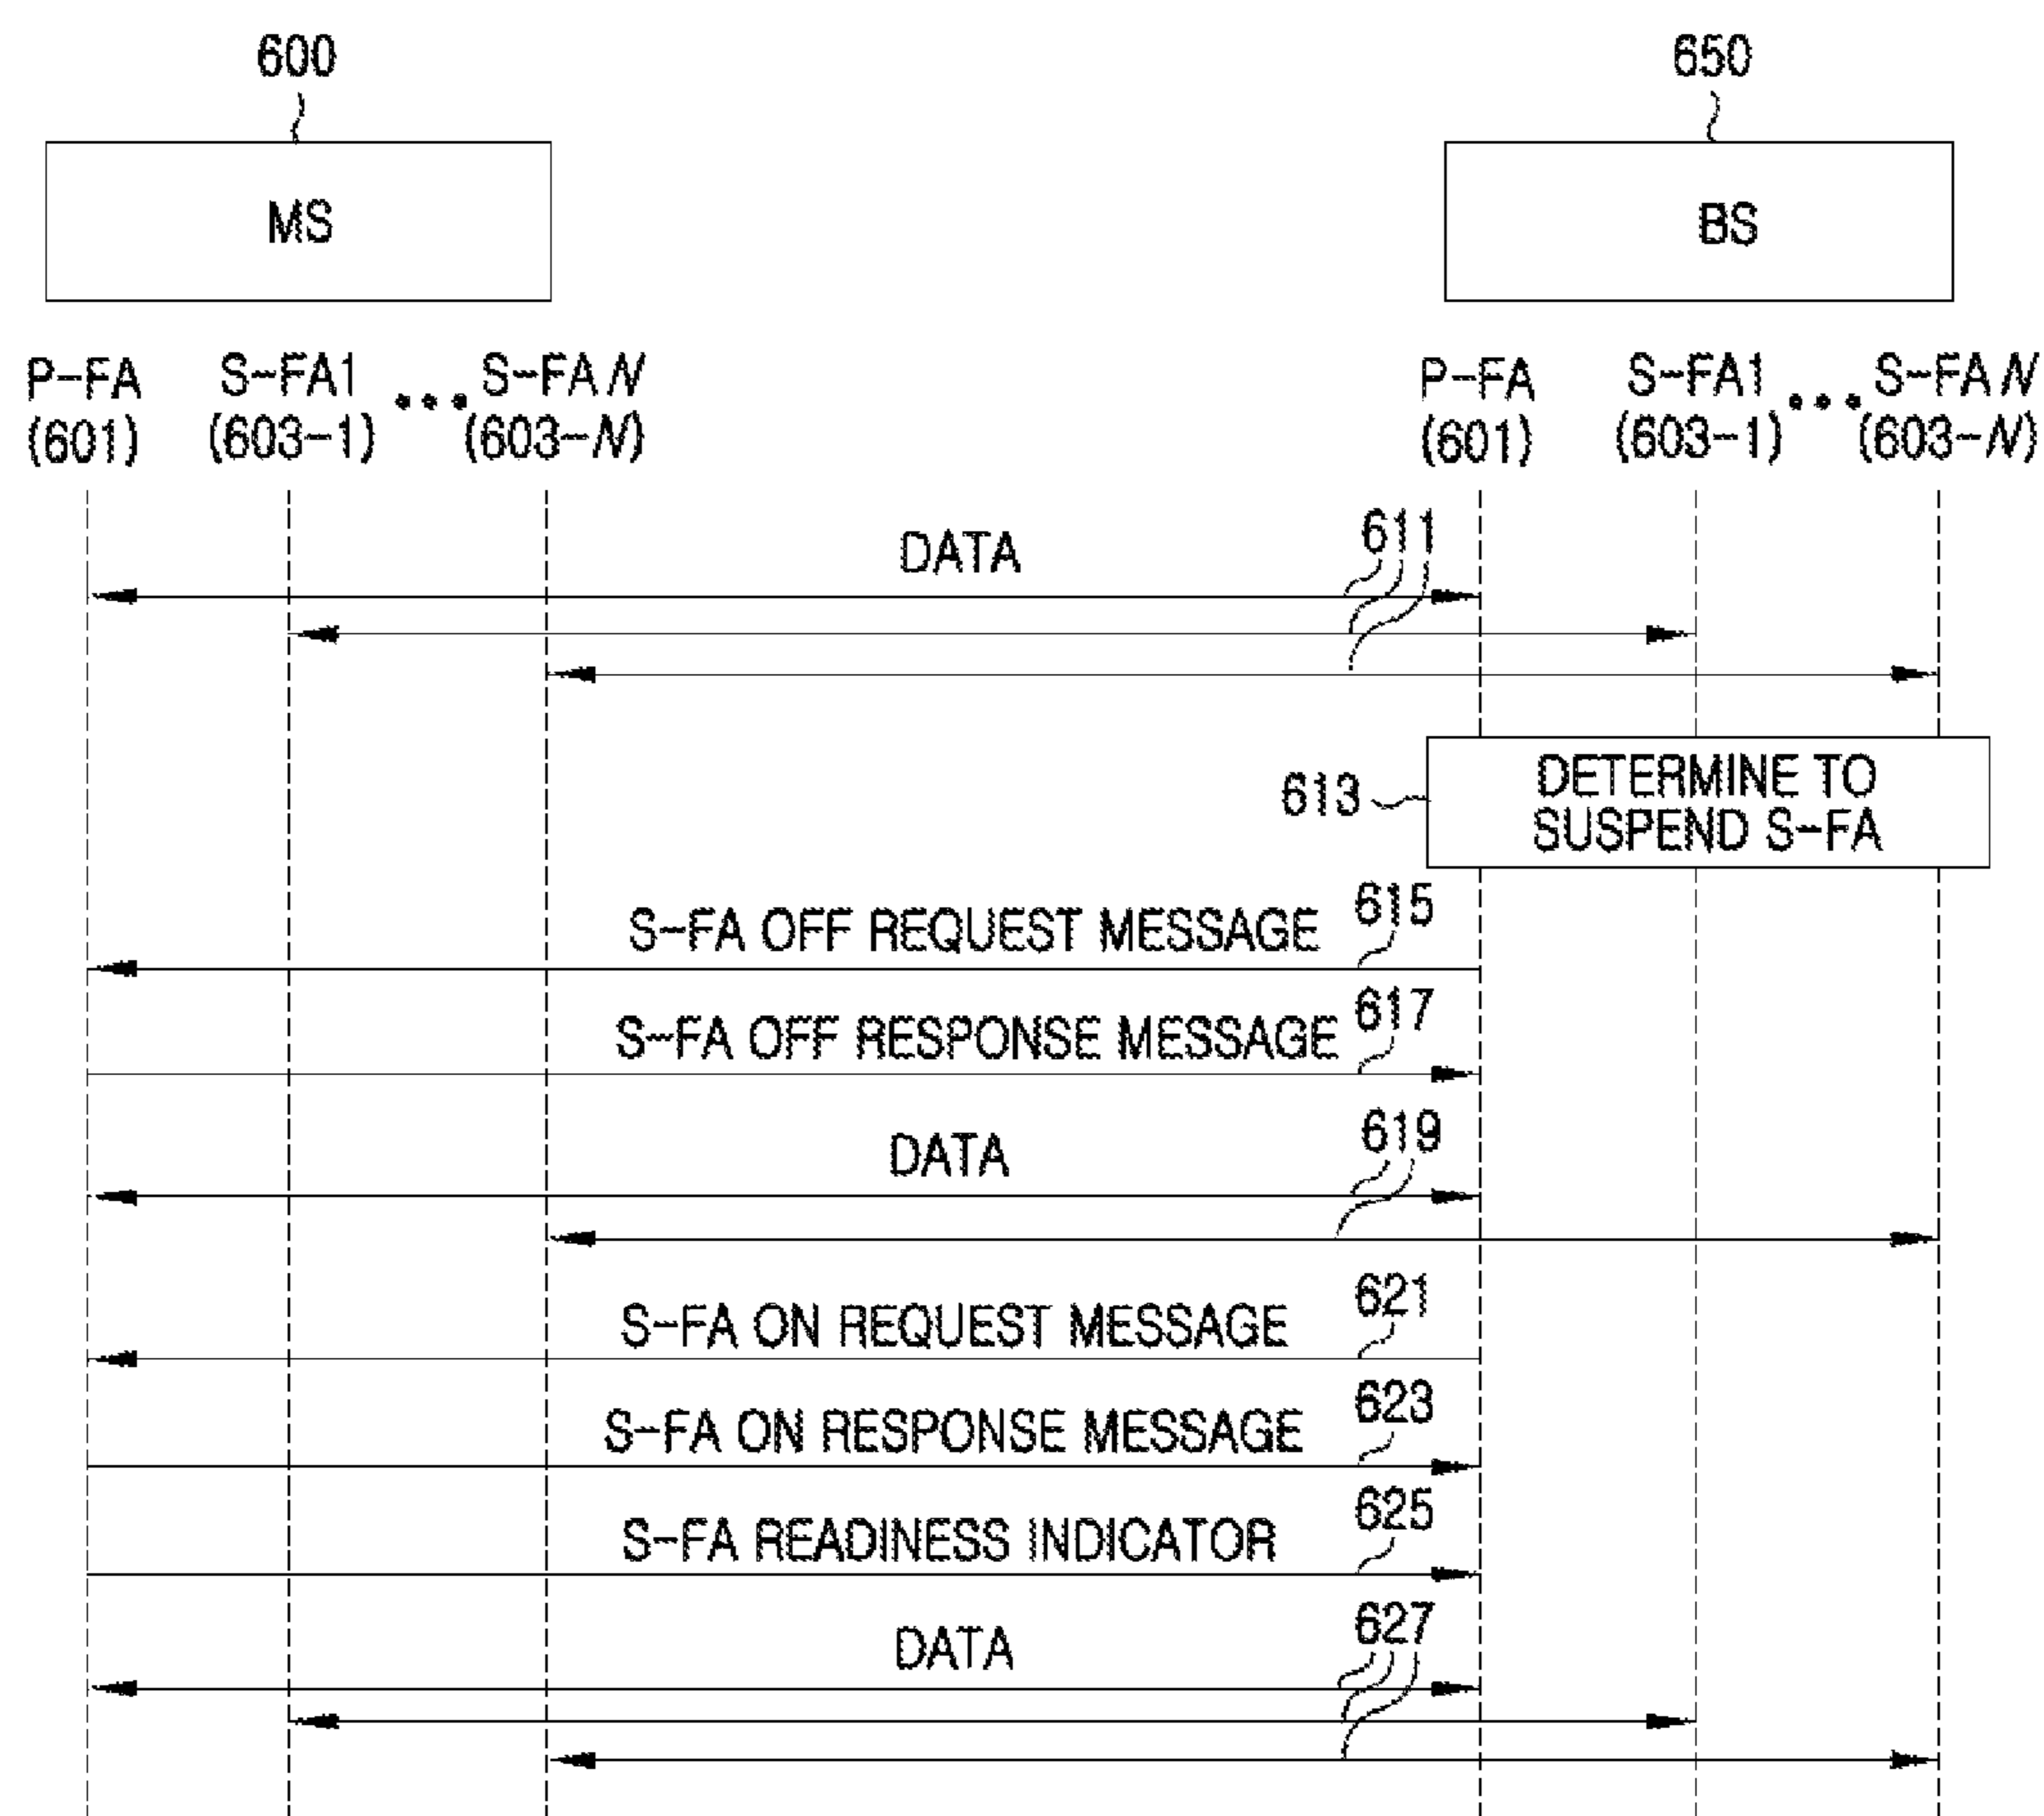 600
650
MS
BS
P-FA S-FA1 ••• S-FA N
(601) (603-1) (603-N)
P-FA S-FA1 ••• S-FA N
(601) (603-1) (603-N)
DATA
611
613
DETERMINE TO
SUSPEND S-FA
S-FA OFF REQUEST MESSAGE 615
S-FA OFF RESPONSE MESSAGE 617
DATA
619
S-FA ON REQUEST MESSAGE 621
S-FA ON RESPONSE MESSAGE 623
S-FA READINESS INDICATOR 625
DATA
627